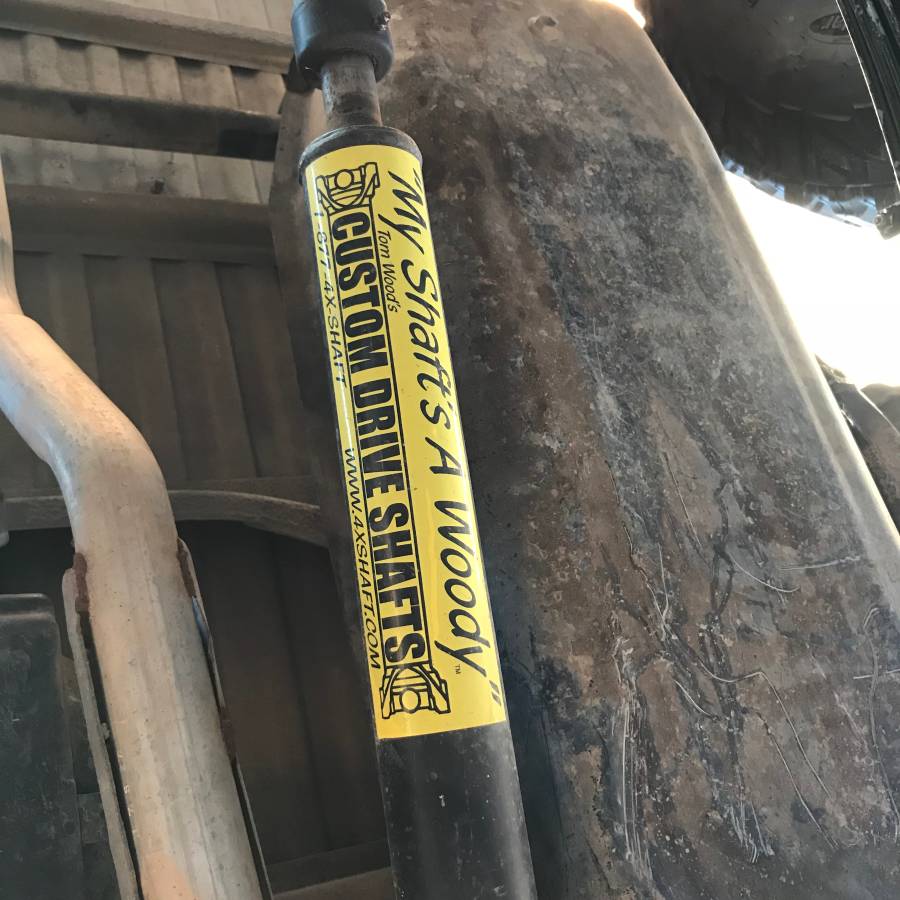 "My Shaft's A Woody"™
Tom Wood's
CUSTOM DRIVE SHAFTS
1-877-4X-SHAFT WWW.4XSHAFT.COM